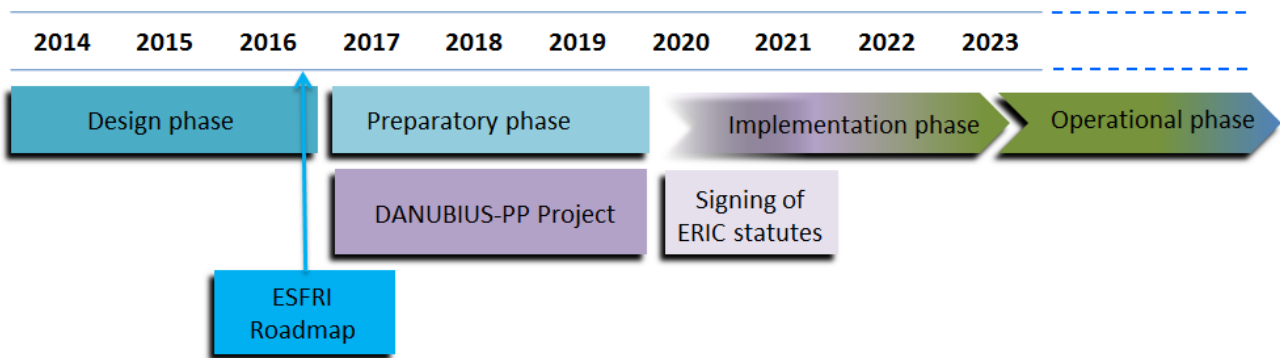 2014 2015 2016 2017 2018 2019 2020 2021 2022 2023
Design phase Preparatory phase Implementation phase Operational phase
DANUBIUS-PP Project
Signing of
ERIC statutes
ESFRI
Roadmap